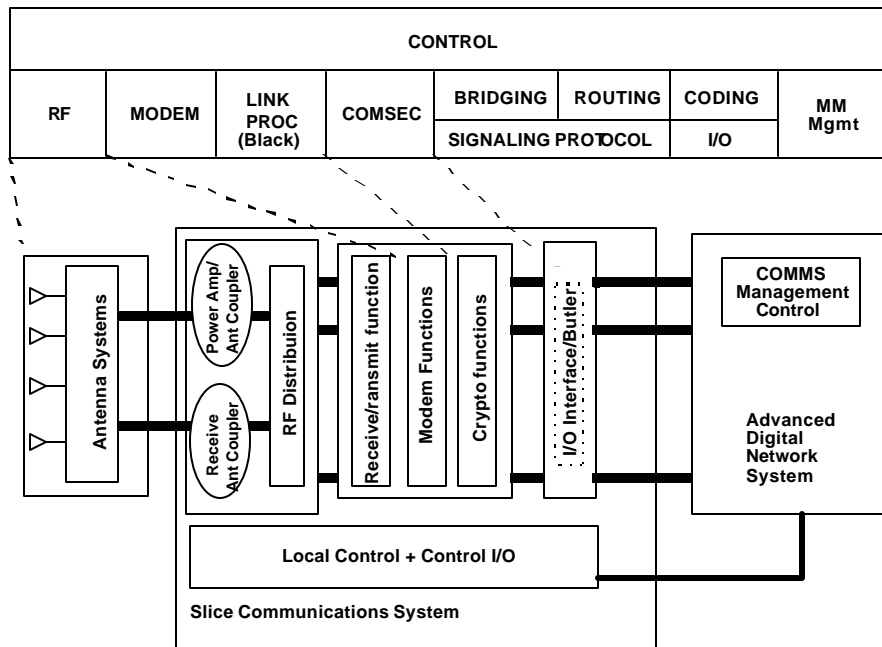 CONTROL
RF
MODEM
LINK
PROC
(Black)
COMSEC
BRIDGING
ROUTING
CODING
SIGNALING PROTOCOL
I/O
MM
Mgmt
Antenna Systems
Power Amp/
Ant Coupler
Receive
Ant Coupler
RF Distribuion
Receive/ransmit function
Modem Functions
Crypto functions
I/O Interface/Butler
COMMS
Management
Control
Advanced
Digital
Network
System
Local Control + Control I/O
Slice Communications System